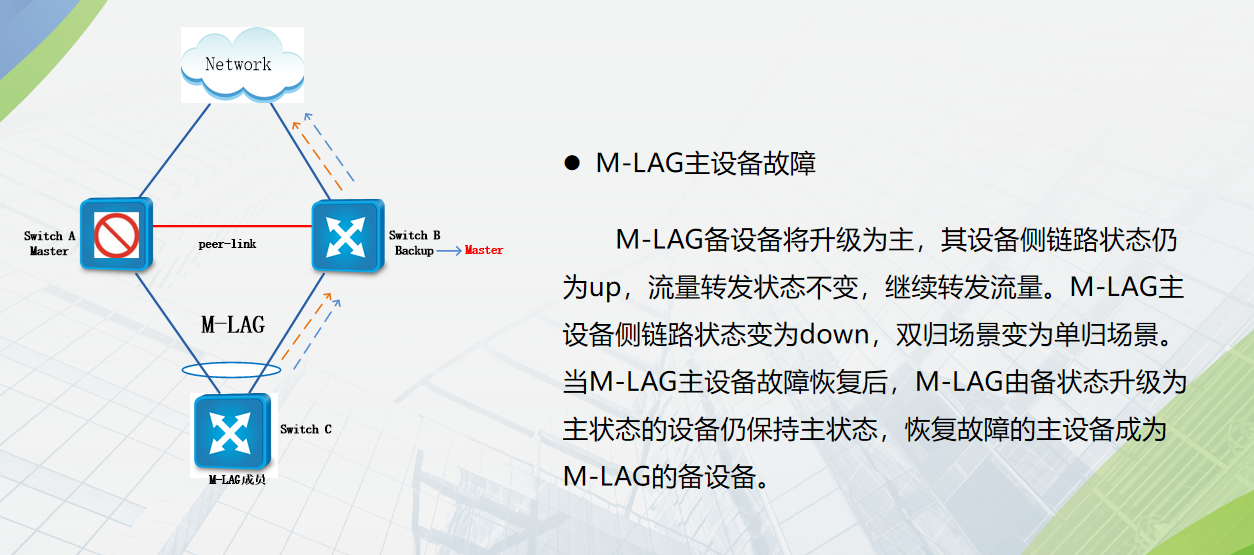 Network
Switch A
Master
peer-link
Switch B
Backup
Master
M-LAG
Switch C
M-LAG成员
● M-LAG主设备故障
M-LAG备设备将升级为主，其设备侧链路状态仍
为up，流量转发状态不变，继续转发流量。M-LAG主
设备侧链路状态变为down，双归场景变为单归场景。
当M-LAG主设备故障恢复后，M-LAG由备状态升级为
主状态的设备仍保持主状态，恢复故障的主设备成为
M-LAG的备设备。